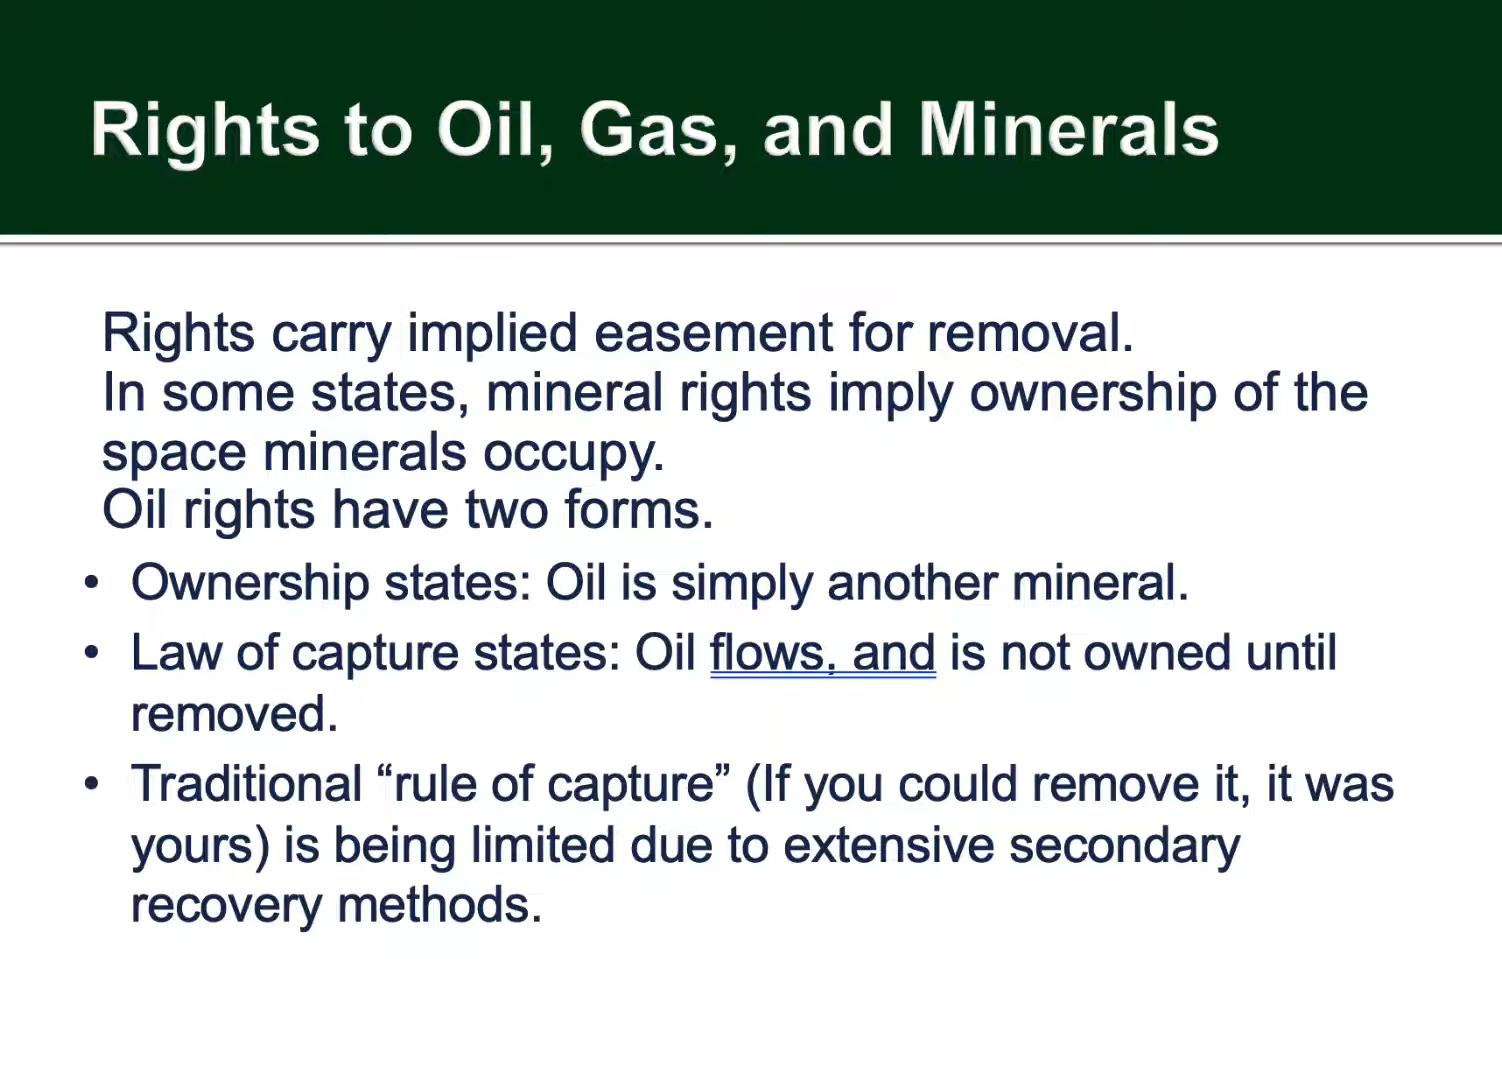 Rights to Oil, Gas, and Minerals
Rights carry implied easement for removal.
In some states, mineral rights imply ownership of the
space minerals occupy.
Oil rights have two forms.
• Ownership states: Oil is simply another mineral.
• Law of capture states: Oil flows, and is not owned until
removed.
• Traditional “rule of capture” (If you could remove it, it was
yours) is being limited due to extensive secondary
recovery methods.